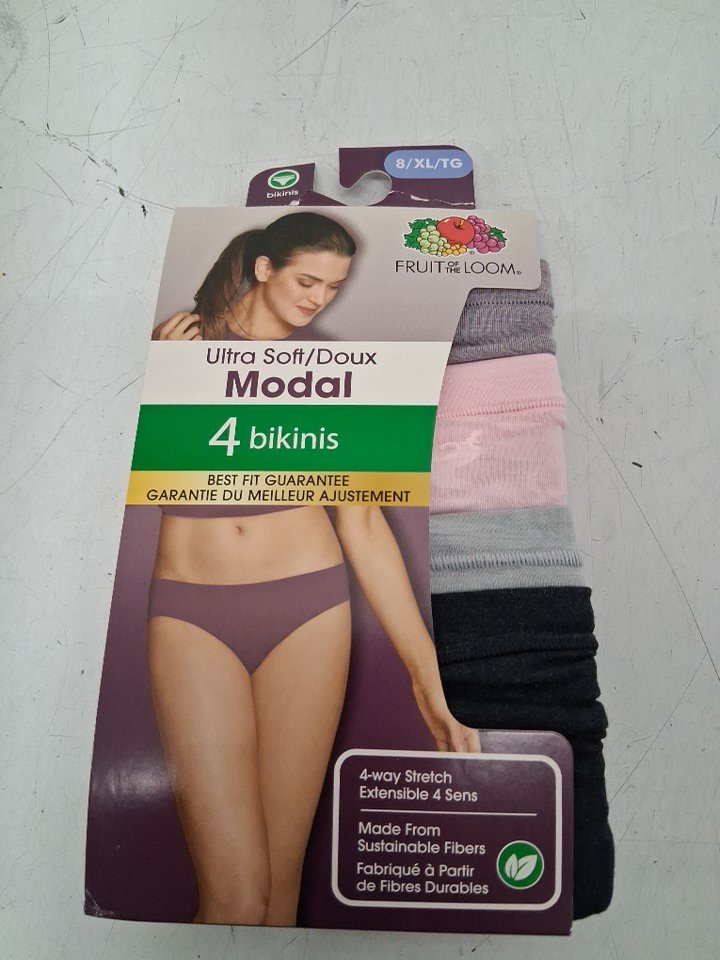 8/XL/TG
bikinis
FRUIT OF THE LOOM®
Ultra Soft/Doux
Modal
4 bikinis
BEST FIT GUARANTEE
GARANTIE DU MEILLEUR AJUSTEMENT
4-way Stretch
Extensible 4 Sens
Made From
Sustainable Fibers
Fabriqué à Partir
de Fibres Durables